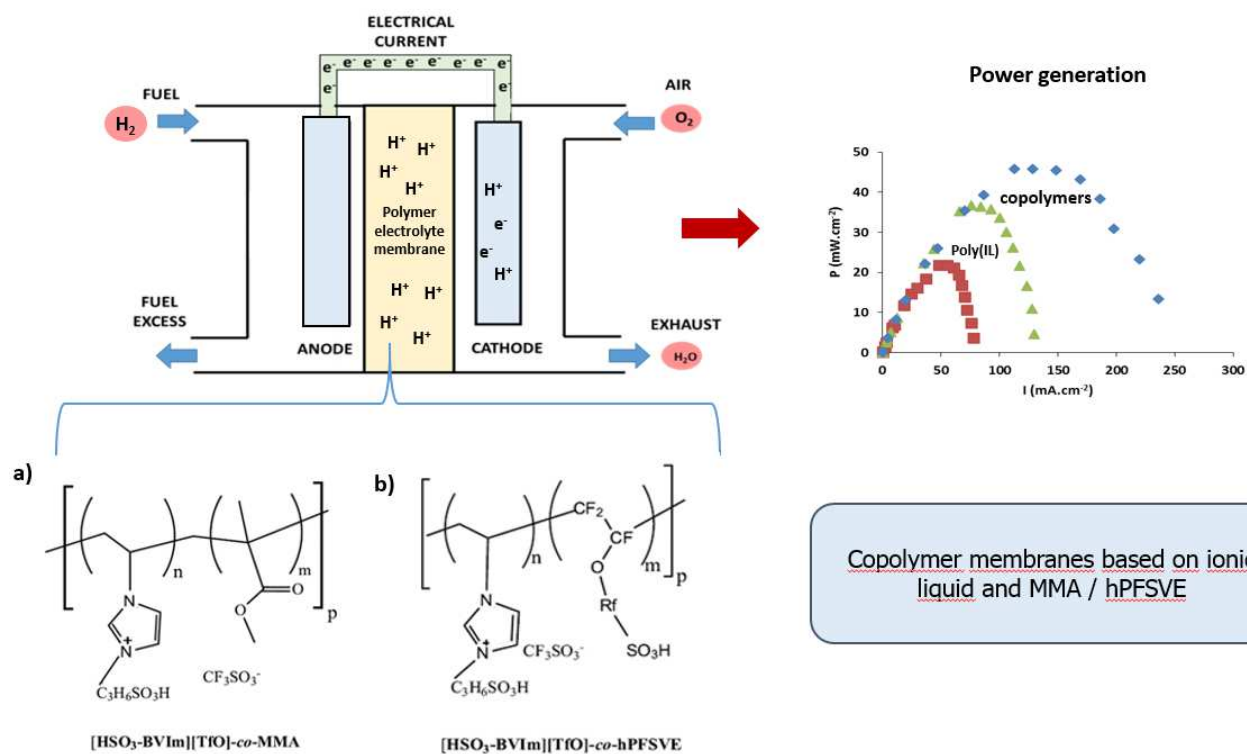 ELECTRICAL
CURRENT
e⁻ e⁻ e⁻ e⁻ e⁻ e⁻ e⁻ e⁻ e⁻
e⁻ e⁻
e⁻ e⁻
FUEL
H₂
AIR
O₂
H⁺ H⁺
H⁺ H⁺
Polymer
electrolyte
membrane
H⁺ H⁺
H⁺ H⁺
H⁺
e⁻
e⁻
H⁺
FUEL
EXCESS
ANODE
CATHODE
EXHAUST
H₂O
Power generation
P (mW.cm⁻²)
50
40
30
20
10
0
copolymers
Poly(IL)
0 50 100 150 200 250 300
I (mA.cm⁻²)
a)
n
m
p
O
O
N
+
N
C₃H₆SO₃H
CF₃SO₃⁻
[HSO₃-BVIm][TfO]-co-MMA
b)
CF₂
CF
n
m
p
O
Rf
SO₃H
N
+
N
CF₃SO₃⁻
C₃H₆SO₃H
[HSO₃-BVIm][TfO]-co-hPFSVE
Copolymer membranes based on ionic
liquid and MMA / hPFSVE